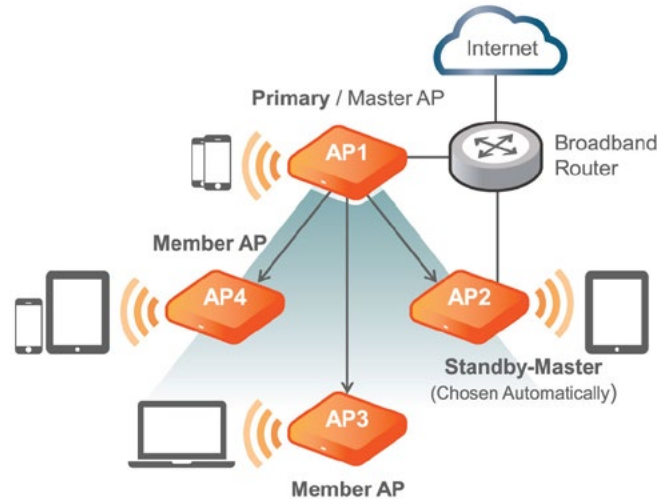 Internet
Primary / Master AP
AP1
Broadband
Router
Member AP
AP4
AP2
Standby-Master
(Chosen Automatically)
AP3
Member AP